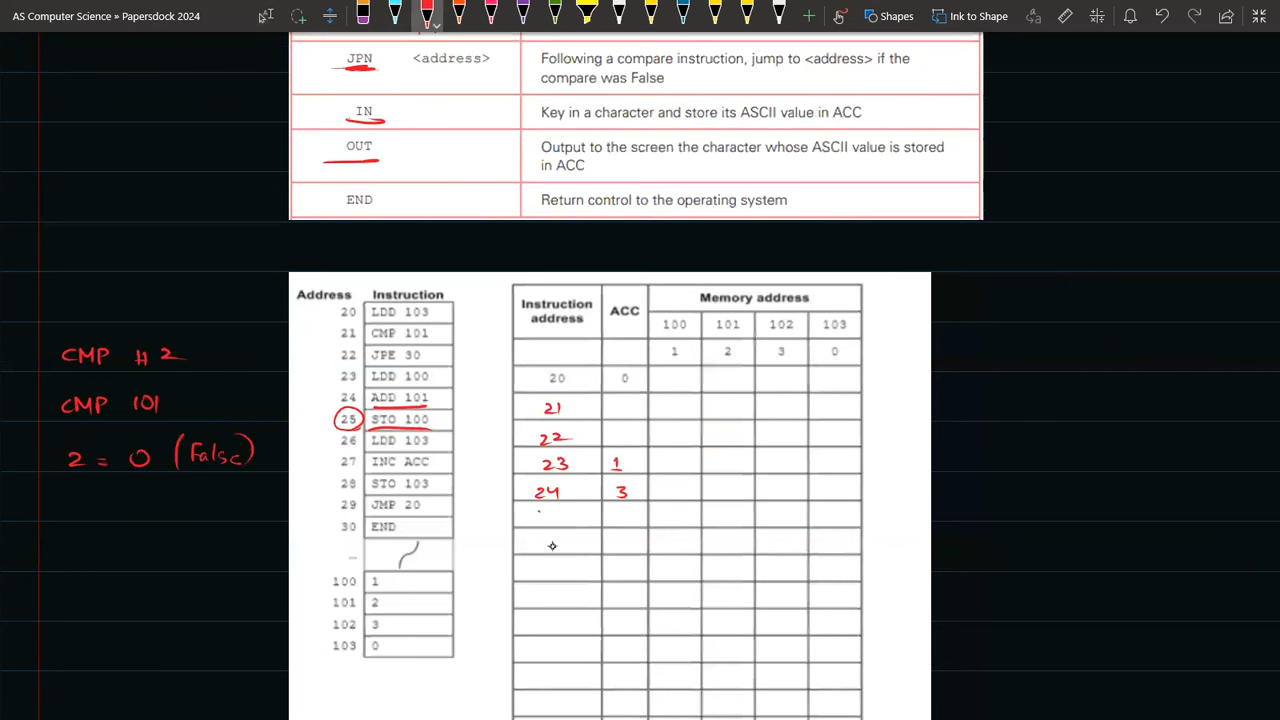 AS Computer Science » Papersdock 2024
Shapes
Ink to Shape
JPN <address> Following a compare instruction, jump to <address> if the
compare was False
IN Key in a character and store its ASCII value in ACC
OUT Output to the screen the character whose ASCII value is stored
in ACC
END Return control to the operating system
CMP # 2
CMP 101
2 = 0 (False)
Address Instruction
20 LDD 103
21 CMP 101
22 JPE 30
23 LDD 100
24 ADD 101
25 STO 100
26 LDD 103
27 INC ACC
28 STO 103
29 JMP 20
30 END
100 1
101 2
102 3
103 0
Instruction
address
ACC
Memory address
100 101 102 103
1 2 3 0
20 0
21
22
23 1
24 3